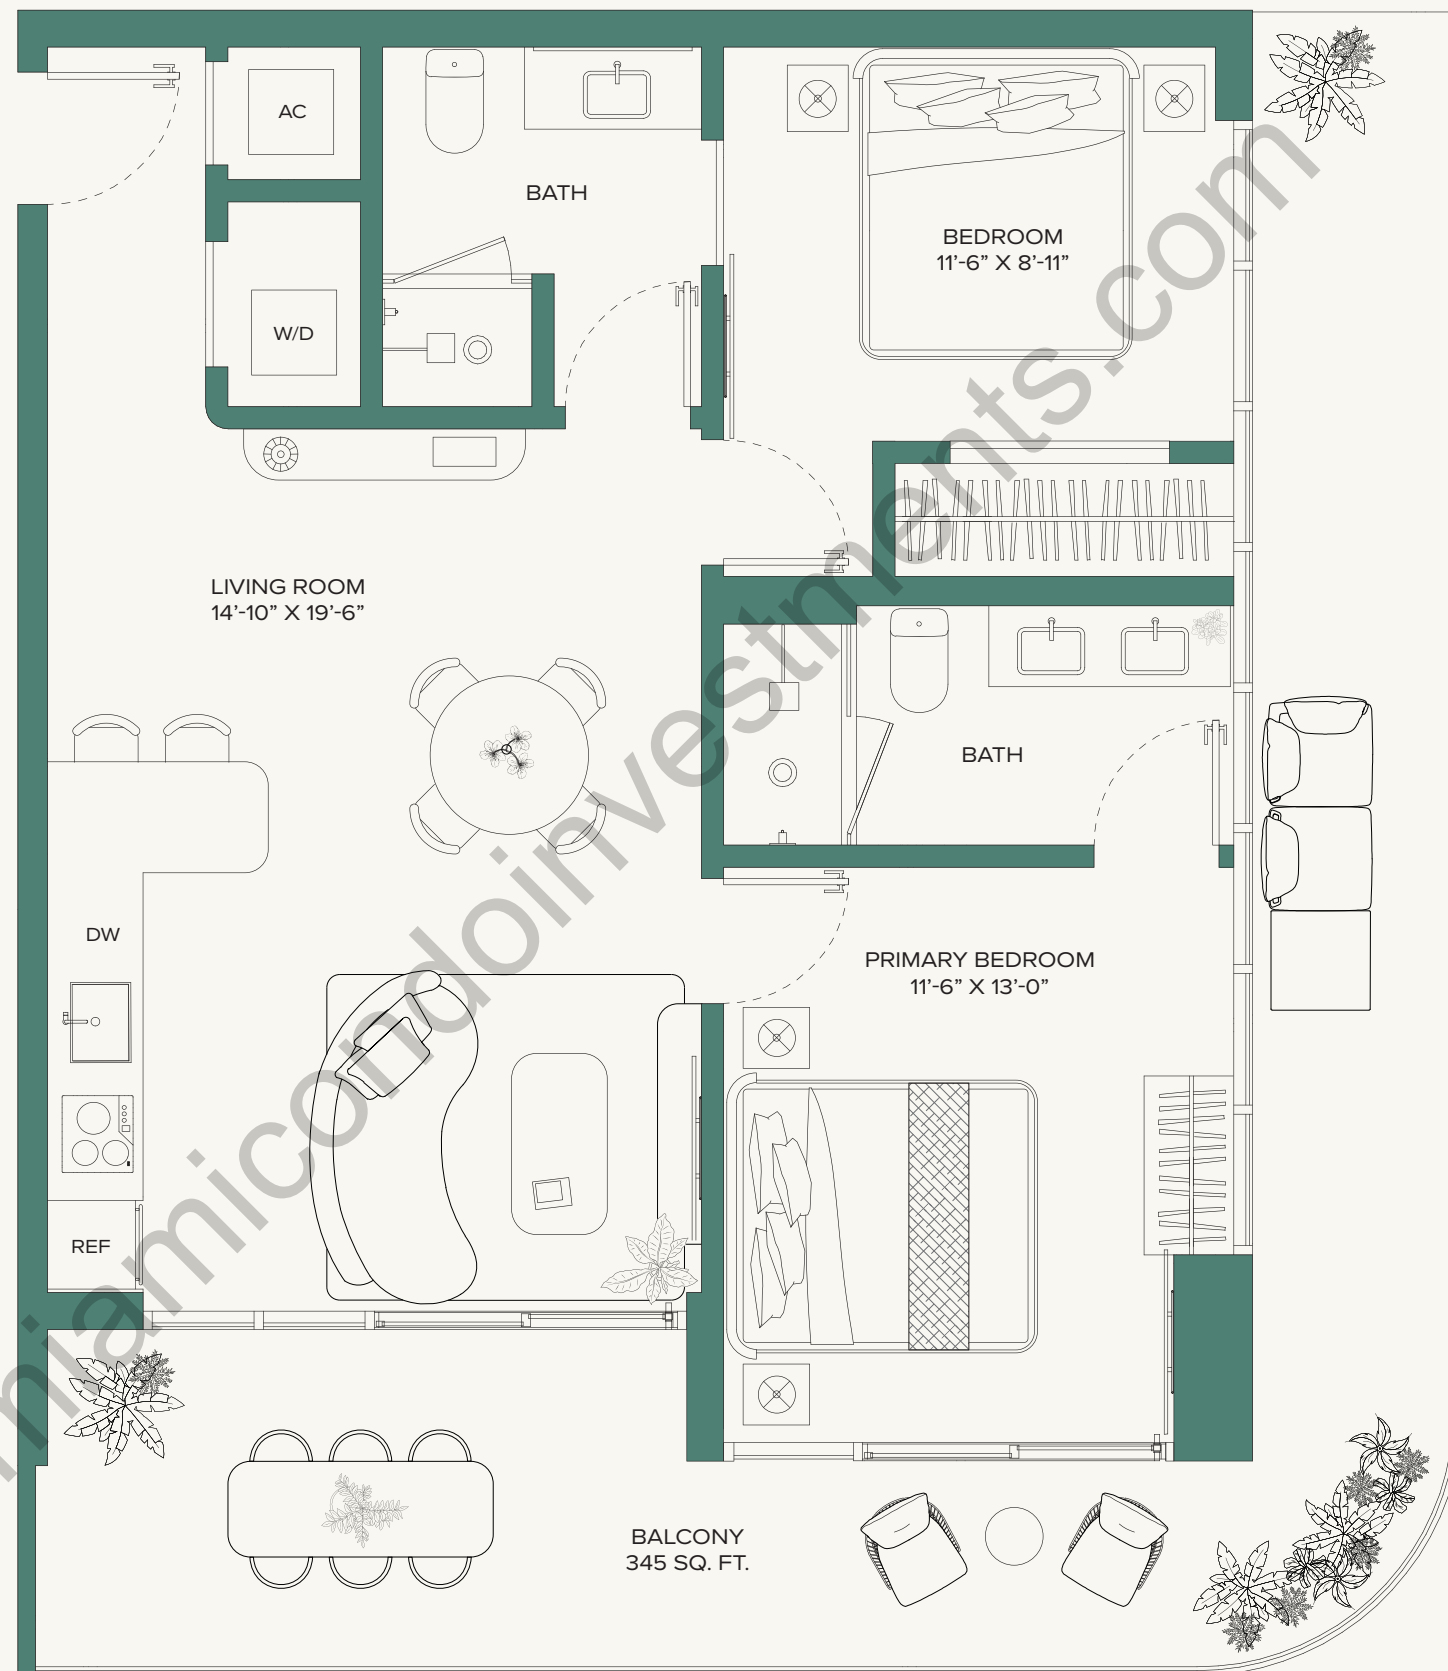 AC
BATH
BEDROOM
11'-6" X 8'-11"
W/D
LIVING ROOM
14'-10" X 19'-6"
BATH
DW
PRIMARY BEDROOM
11'-6" X 13'-0"
REF
BALCONY
345 SQ. FT.
miamicondoinvestments.com